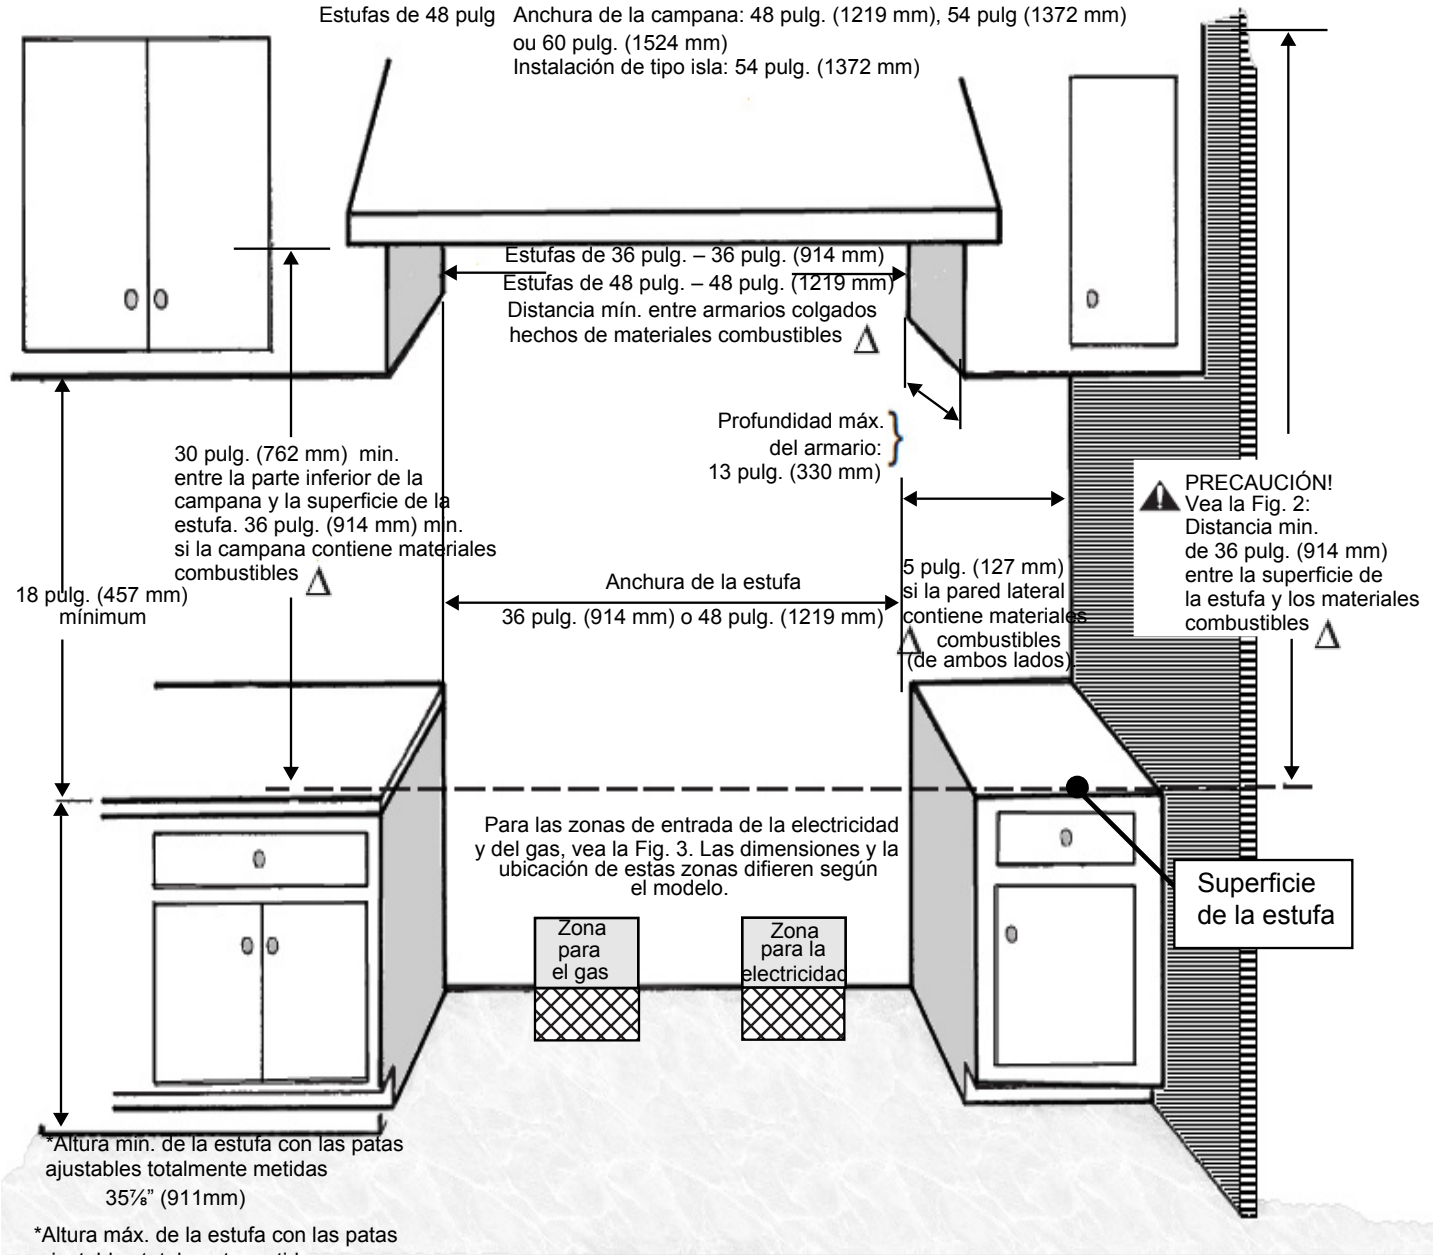 Estufas de 48 pulg Anchura de la campana: 48 pulg. (1219 mm), 54 pulg (1372 mm)
ou 60 pulg. (1524 mm)
Instalación de tipo isla: 54 pulg. (1372 mm)
Estufas de 36 pulg. – 36 pulg. (914 mm)
Estufas de 48 pulg. – 48 pulg. (1219 mm)
Distancia mín. entre armarios colgados
hechos de materiales combustibles
Profundidad máx.
del armario:
13 pulg. (330 mm)
30 pulg. (762 mm) min.
entre la parte inferior de la
campana y la superficie de la
estufa. 36 pulg. (914 mm) min.
si la campana contiene materiales
combustibles
PRECAUCIÓN!
Vea la Fig. 2:
Distancia min.
de 36 pulg. (914 mm)
entre la superficie de
la estufa y los materiales
combustibles
18 pulg. (457 mm)
mínimum
Anchura de la estufa
36 pulg. (914 mm) o 48 pulg. (1219 mm)
5 pulg. (127 mm)
si la pared lateral
contiene materiales
combustibles
(de ambos lados)
Para las zonas de entrada de la electricidad
y del gas, vea la Fig. 3. Las dimensiones y la
ubicación de estas zonas difieren según
el modelo.
Superficie
de la estufa
Zona
para
el gas
Zona
para la
electricidad
*Altura min. de la estufa con las patas
ajustables totalmente metidas
35⅞” (911mm)
*Altura máx. de la estufa con las patas